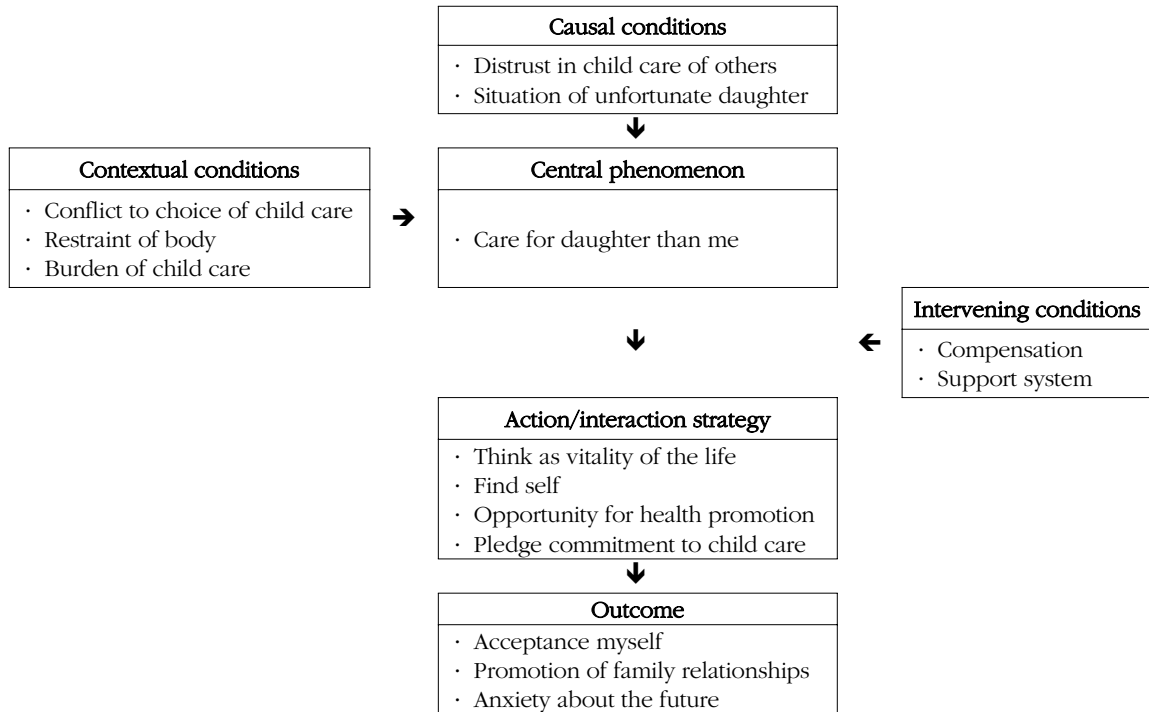 Causal conditions
· Distrust in child care of others
· Situation of unfortunate daughter
Contextual conditions
· Conflict to choice of child care
· Restraint of body
· Burden of child care
Central phenomenon
· Care for daughter than me
Intervening conditions
· Compensation
· Support system
Action/interaction strategy
· Think as vitality of the life
· Find self
· Opportunity for health promotion
· Pledge commitment to child care
Outcome
· Acceptance myself
· Promotion of family relationships
· Anxiety about the future